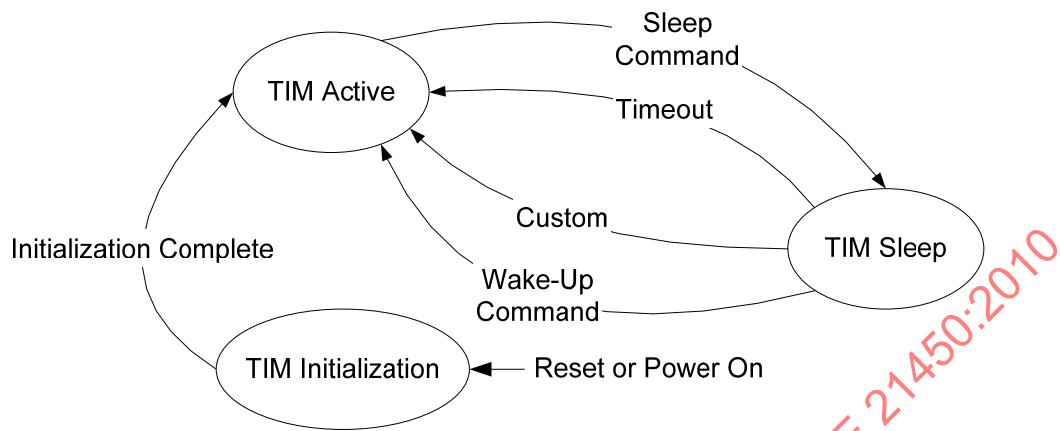 Sleep
Command
TIM Active
Timeout
Custom
TIM Sleep
Initialization Complete
Wake-Up
Command
TIM Initialization
Reset or Power On
21450:2010